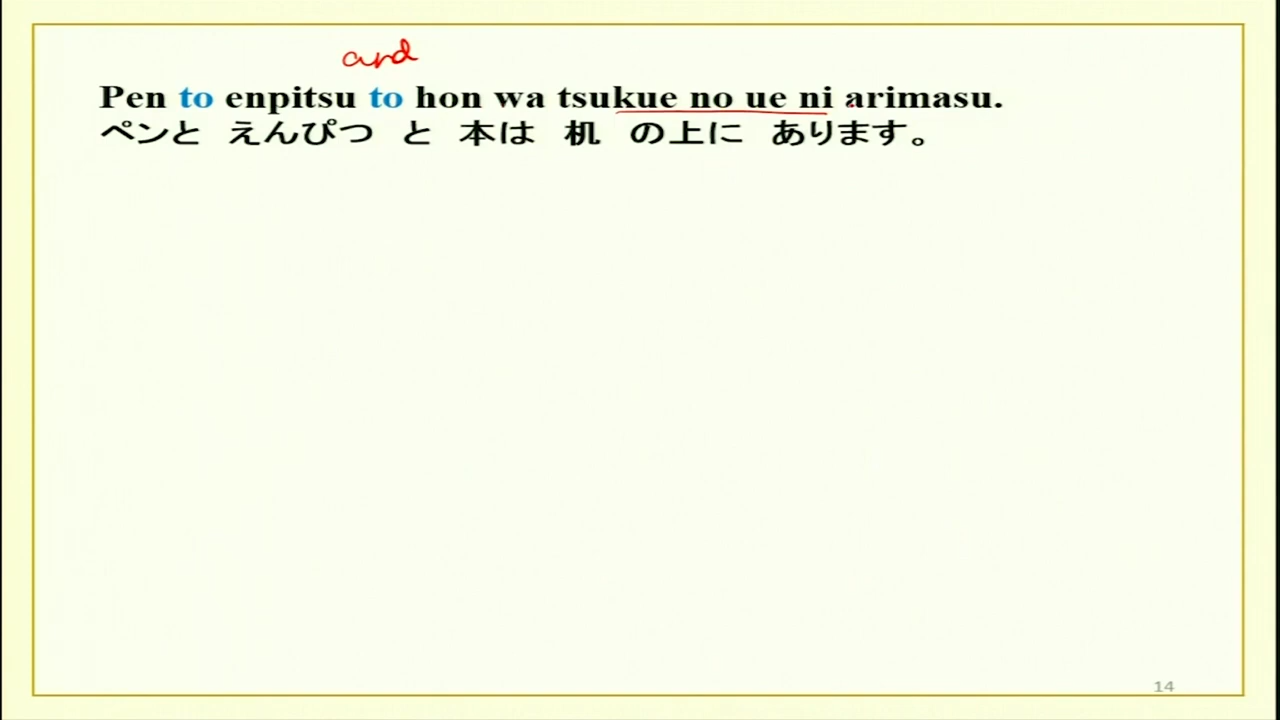 and
Pen to enpitsu to hon wa tsukue no ue ni arimasu.
ペンと えんぴつ と 本は 机 の上に あります。
14